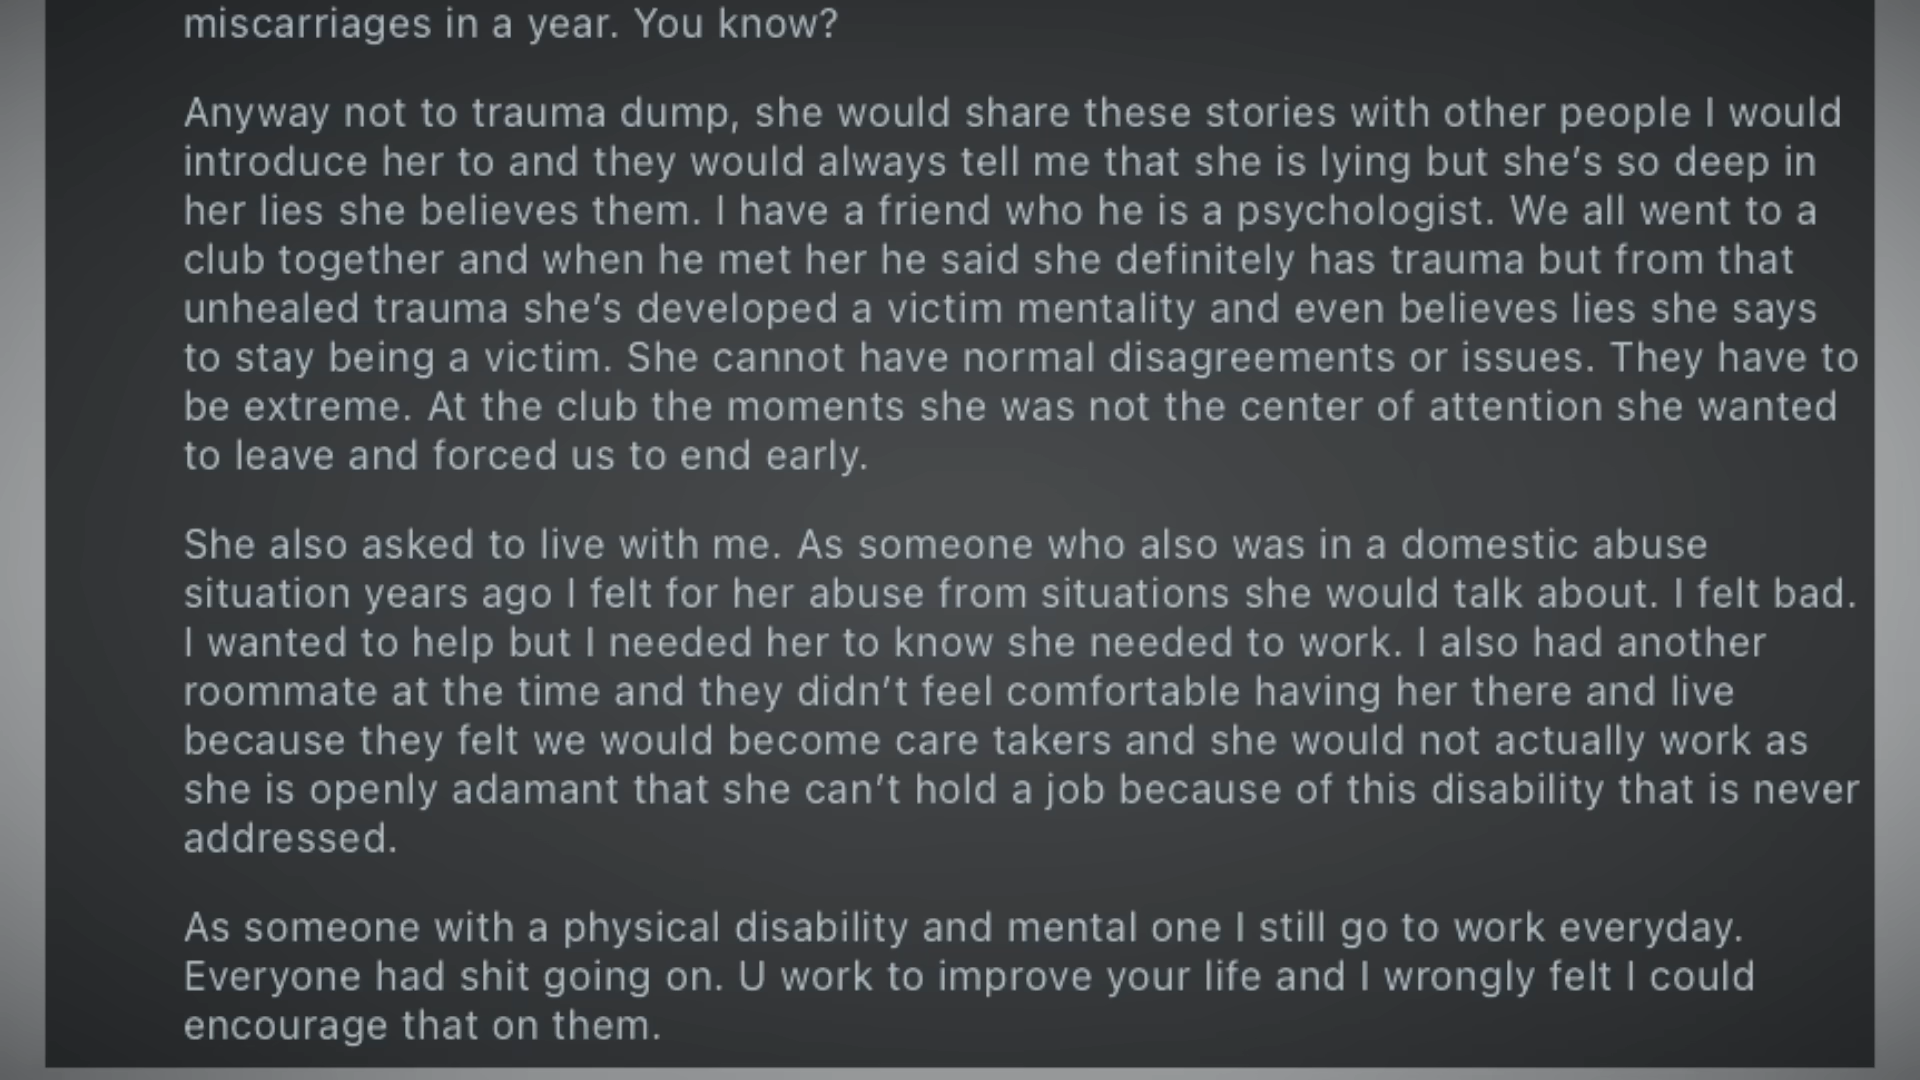 miscarriages in a year. You know?
Anyway not to trauma dump, she would share these stories with other people I would
introduce her to and they would always tell me that she is lying but she’s so deep in
her lies she believes them. I have a friend who he is a psychologist. We all went to a
club together and when he met her he said she definitely has trauma but from that
unhealed trauma she’s developed a victim mentality and even believes lies she says
to stay being a victim. She cannot have normal disagreements or issues. They have to
be extreme. At the club the moments she was not the center of attention she wanted
to leave and forced us to end early.
She also asked to live with me. As someone who also was in a domestic abuse
situation years ago I felt for her abuse from situations she would talk about. I felt bad.
I wanted to help but I needed her to know she needed to work. I also had another
roommate at the time and they didn’t feel comfortable having her there and live
because they felt we would become care takers and she would not actually work as
she is openly adamant that she can’t hold a job because of this disability that is never
addressed.
As someone with a physical disability and mental one I still go to work everyday.
Everyone had shit going on. U work to improve your life and I wrongly felt I could
encourage that on them.